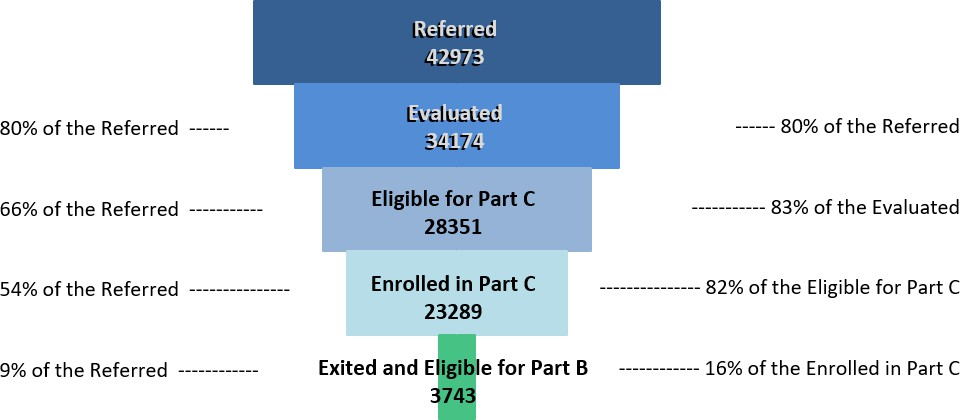 Referred
42973
80% of the Referred ------
Evaluated
34174
------ 80% of the Referred
66% of the Referred -----------
Eligible for Part C
28351
----------- 83% of the Evaluated
54% of the Referred ---------------
Enrolled in Part C
23289
--------------- 82% of the Eligible for Part C
9% of the Referred ------------
Exited and Eligible for Part B
3743
------------ 16% of the Enrolled in Part C